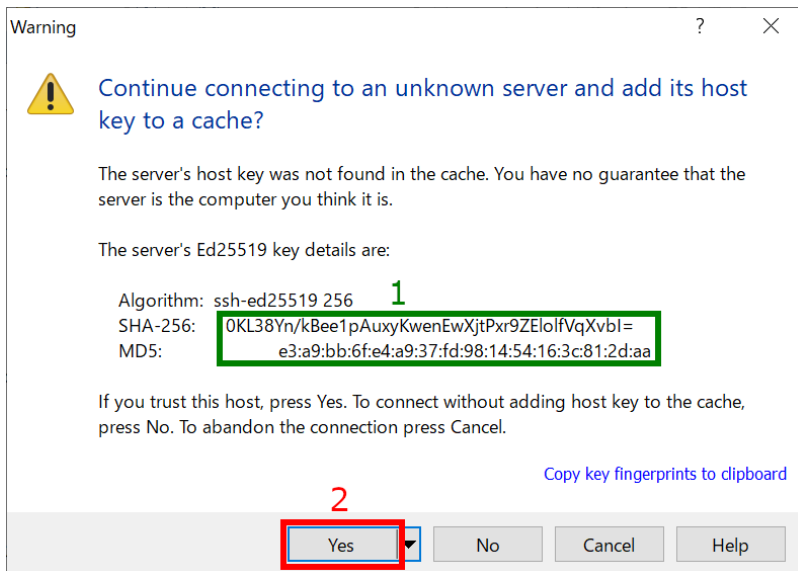 Warning
Continue connecting to an unknown server and add its host
key to a cache?
The server's host key was not found in the cache. You have no guarantee that the
server is the computer you think it is.
The server's Ed25519 key details are:
1
Algorithm: ssh-ed25519 256
SHA-256: 0KL38Yn/kBee1pAuxyKwenEwXjtPxr9ZElolfVqXvbI=
MD5: e3:a9:bb:6f:e4:a9:37:fd:98:14:54:16:3c:81:2d:aa
If you trust this host, press Yes. To connect without adding host key to the cache,
press No. To abandon the connection press Cancel.
Copy key fingerprints to clipboard
2
Yes No Cancel Help